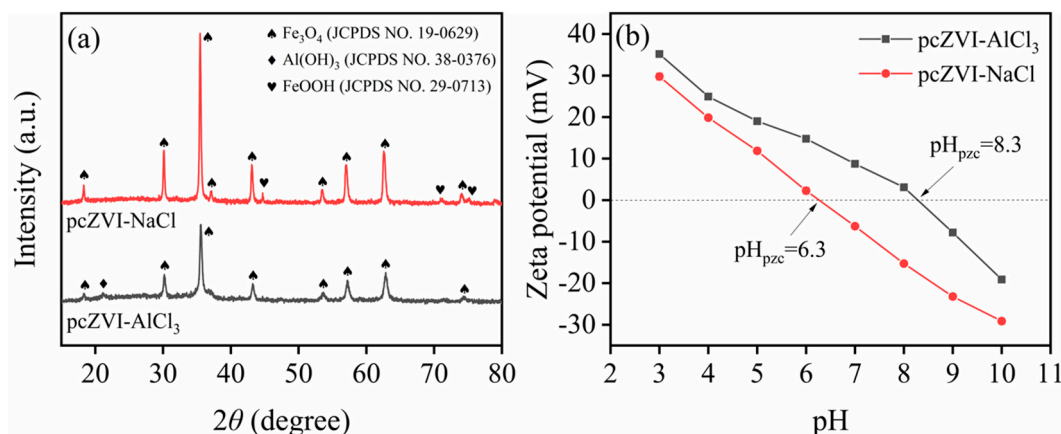 (a)
♠ Fe₃O₄ (JCPDS NO. 19-0629)
♦ Al(OH)₃ (JCPDS NO. 38-0376)
♥ FeOOH (JCPDS NO. 29-0713)
Intensity (a.u.)
pcZVI-NaCl
pcZVI-AlCl₃
20 30 40 50 60 70 80
2θ (degree)
(b)
pcZVI-AlCl₃
pcZVI-NaCl
Zeta potential (mV)
40
30
20
10
0
-10
-20
-30
pHpzc=8.3
pHpzc=6.3
2 3 4 5 6 7 8 9 10 11
pH